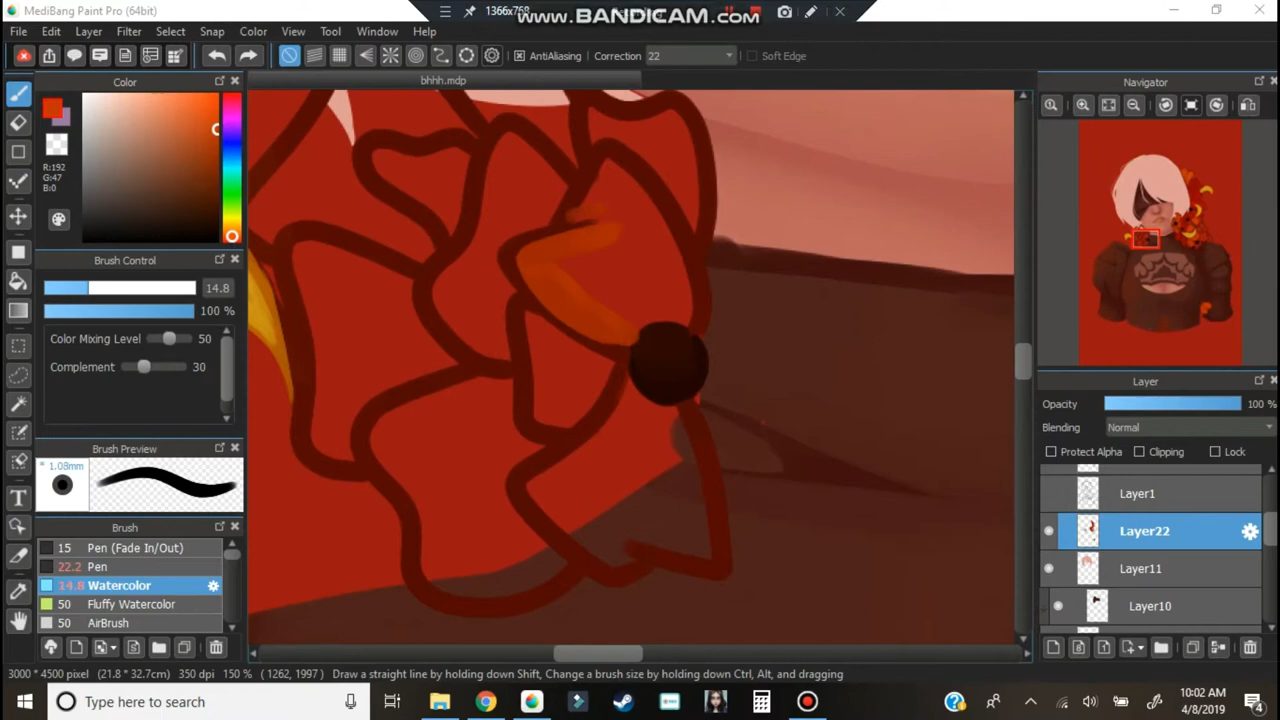 MediBang Paint Pro (64bit)
1366x768
www.BANDICAM.com
File Edit Layer Filter Select Snap Color View Tool Window Help
AntiAliasing Correction 22 Soft Edge
Color
bhhh.mdp
Navigator
R:192
G:47
B:0
Brush Control
14.8
100 %
Color Mixing Level 50
Complement 30
Brush Preview
* 1.08mm
Brush
15 Pen (Fade In/Out)
22.2 Pen
14.8 Watercolor
50 Fluffy Watercolor
50 AirBrush
Layer
Opacity 100 %
Blending Normal
Protect Alpha Clipping Lock
Layer1
Layer22
Layer11
Layer10
3000 * 4500 pixel (21.8 * 32.7cm) 350 dpi 150 % ( 1262, 1997 ) Draw a straight line by holding down Shift, Change a brush size by holding down Ctrl, Alt, and dragging
Type here to search
10:02 AM
4/8/2019